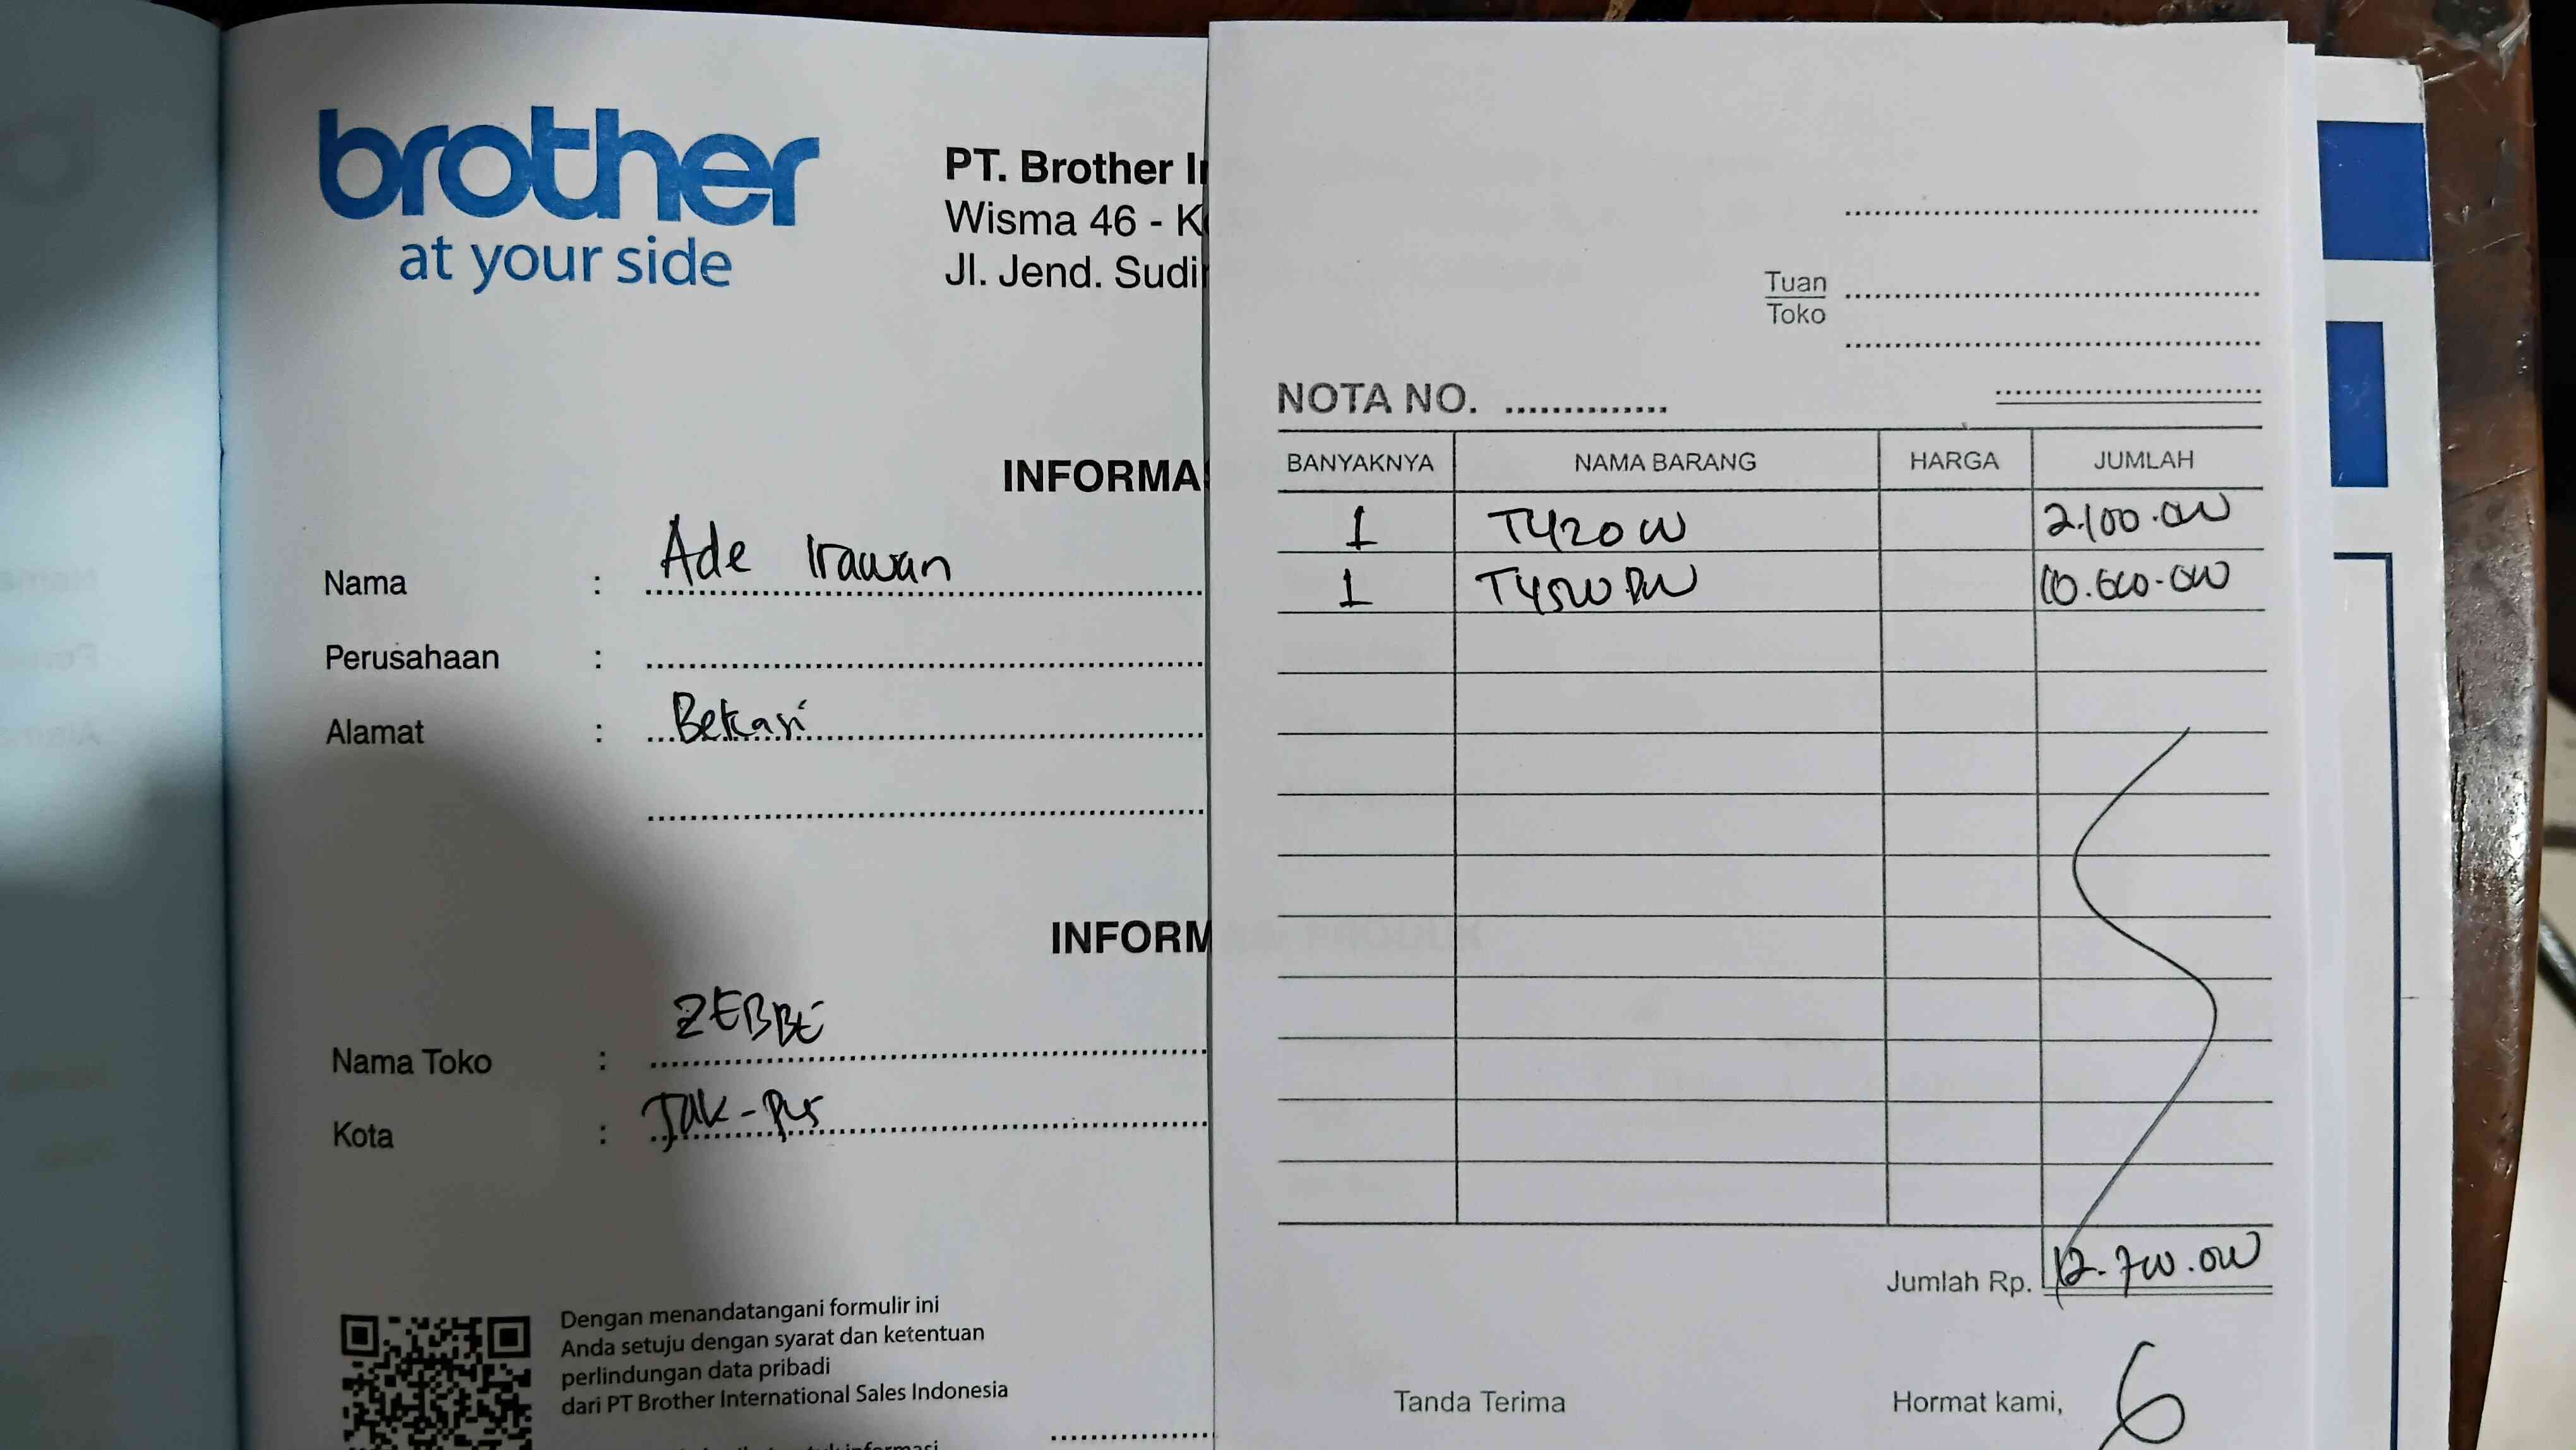 brother
at your side
PT. Brother I
Wisma 46 - K
Jl. Jend. Sudir
INFORMA
Nama : Ade Irawan
Perusahaan :
Alamat : Bekasi
INFORM
Nama Toko : ZEBBE
Kota : Jak-Pus
Dengan menandatangani formulir ini
Anda setuju dengan syarat dan ketentuan
perlindungan data pribadi
dari PT Brother International Sales Indonesia
Tuan
Toko
NOTA NO.
BANYAKNYA NAMA BARANG HARGA JUMLAH
1 T420W 2.100.000
1 T4500DW 10.600.000
Jumlah Rp. 12.700.000
Tanda Terima Hormat kami,